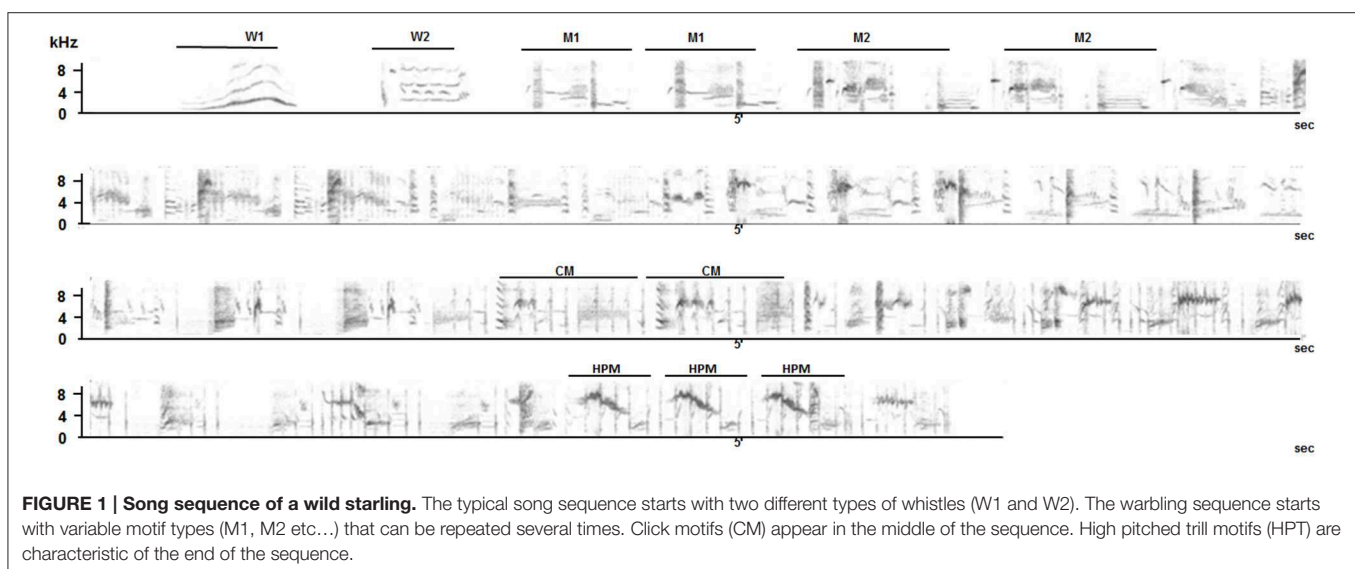 W1 W2 M1 M1 M2 M2
kHz
8
4
0
5' sec
8
4
0
5' sec
CM CM
8
4
0
5' sec
HPM HPM HPM
8
4
0
5' sec
FIGURE 1 | Song sequence of a wild starling. The typical song sequence starts with two different types of whistles (W1 and W2). The warbling sequence starts
with variable motif types (M1, M2 etc…) that can be repeated several times. Click motifs (CM) appear in the middle of the sequence. High pitched trill motifs (HPT) are
characteristic of the end of the sequence.